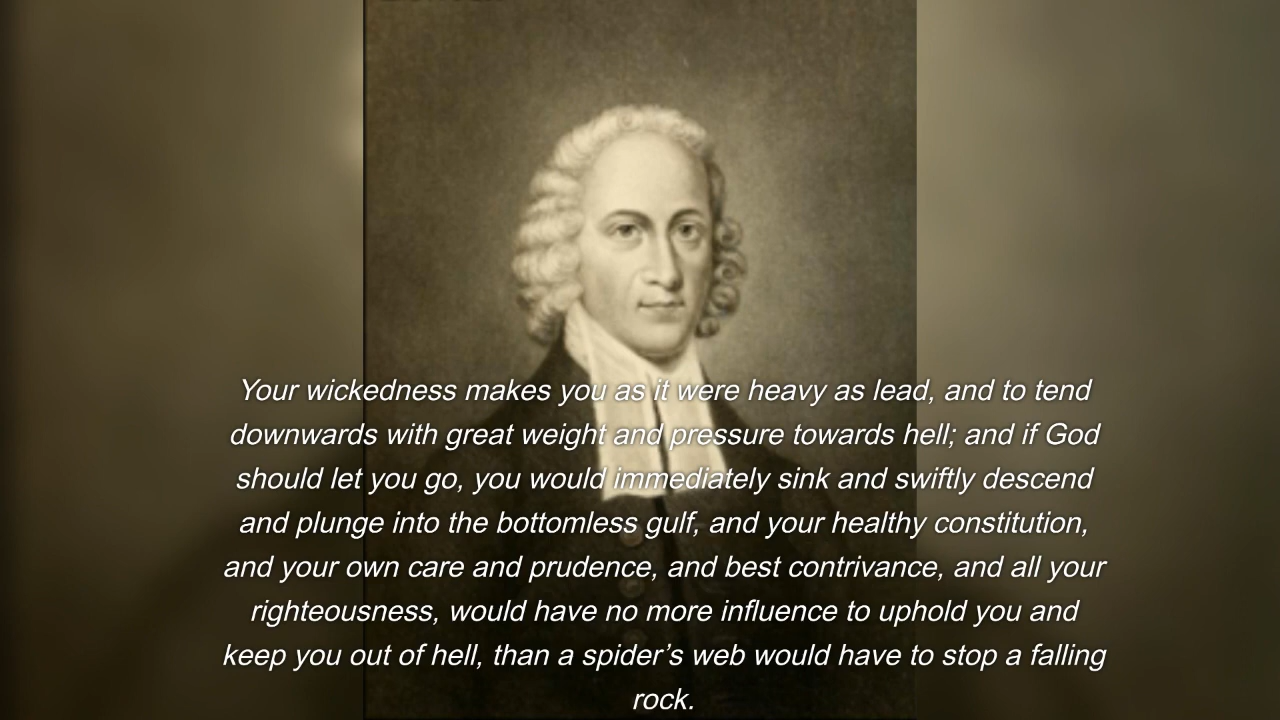 Your wickedness makes you as it were heavy as lead, and to tend
downwards with great weight and pressure towards hell; and if God
should let you go, you would immediately sink and swiftly descend
and plunge into the bottomless gulf, and your healthy constitution,
and your own care and prudence, and best contrivance, and all your
righteousness, would have no more influence to uphold you and
keep you out of hell, than a spider’s web would have to stop a falling
rock.